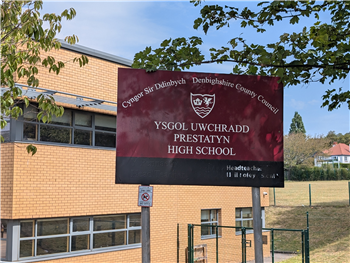 Cyngor Sir Ddinbych Denbighshire County Council
YSGOL UWCHRADD
PRESTATYN
HIGH SCHOOL